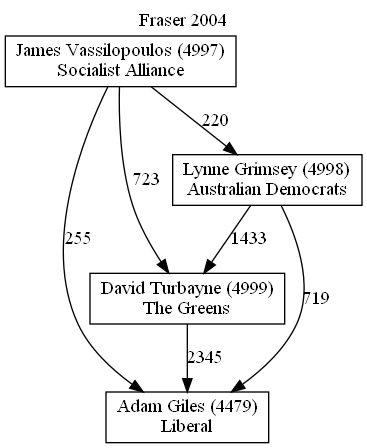 Fraser 2004
James Vassilopoulos (4997)
Socialist Alliance
220
Lynne Grimsey (4998)
Australian Democrats
723
255
1433
David Turbayne (4999)
The Greens
719
2345
Adam Giles (4479)
Liberal